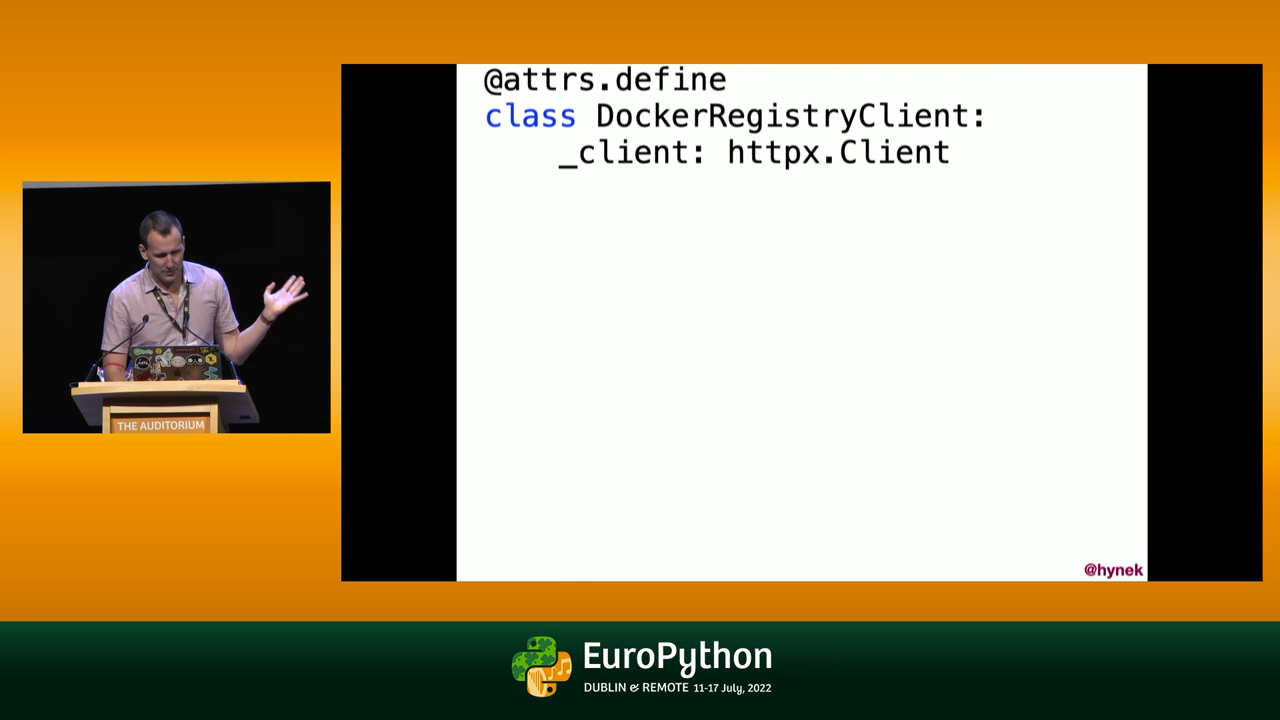 @attrs.define
class DockerRegistryClient:
    _client: httpx.Client
@hynek
THE AUDITORIUM
EuroPython
DUBLIN & REMOTE 11-17 July, 2022